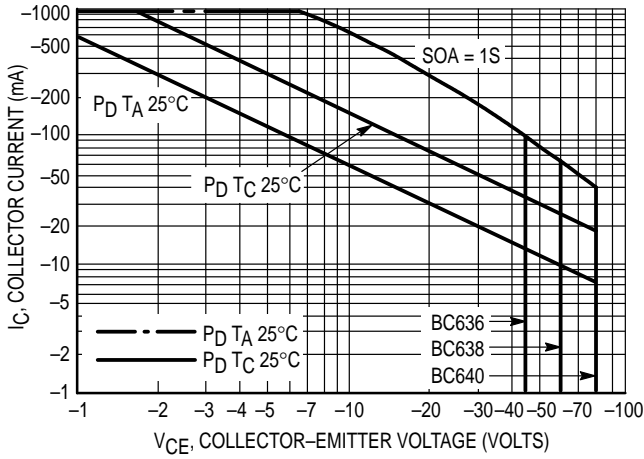 –1000
–500
–200
–100
–50
–20
–10
–5
–2
–1
IC, COLLECTOR CURRENT (mA)
SOA = 1S
PD TA 25°C
PD TC 25°C
PD TA 25°C
PD TC 25°C
BC636
BC638
BC640
–1 –2 –3 –4 –5 –7 –10 –20 –30 –40 –50 –70 –100
VCE, COLLECTOR–EMITTER VOLTAGE (VOLTS)